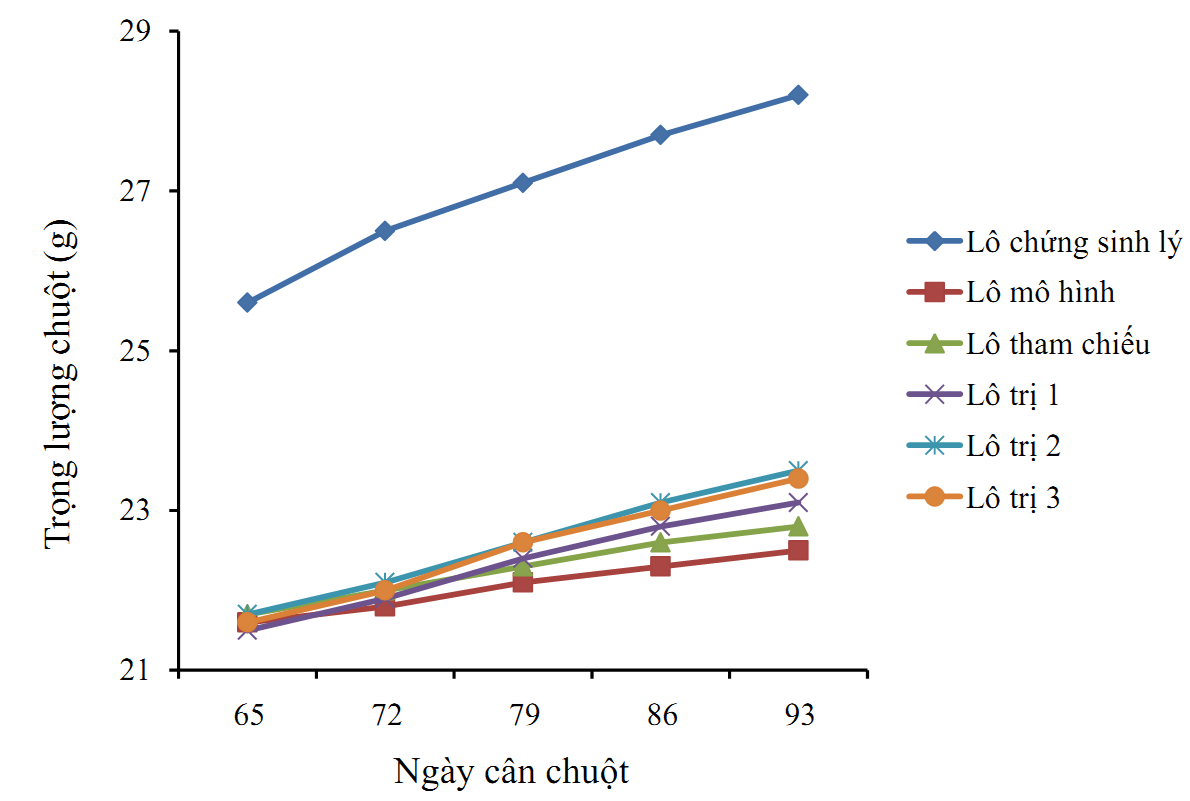 29
27
25
23
21
Trọng lượng chuột (g)
65 72 79 86 93
Ngày cân chuột
Lô chứng sinh lý
Lô mô hình
Lô tham chiếu
Lô trị 1
Lô trị 2
Lô trị 3